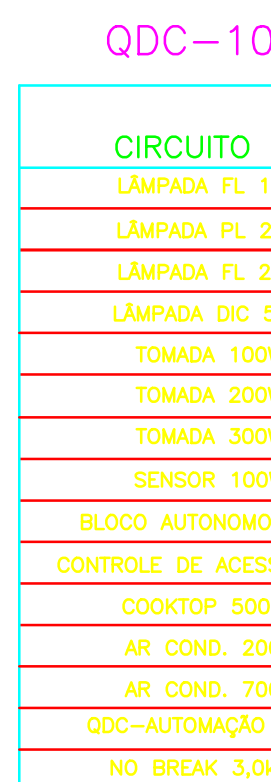 QDC-10
CIRCUITO
LÂMPADA FL 1
LÂMPADA PL 2
LÂMPADA FL 2
LÂMPADA DIC 5
TOMADA 100
TOMADA 200
TOMADA 300
SENSOR 100
BLOCO AUTONOMO
CONTROLE DE ACES
COOKTOP 500
AR COND. 20
AR COND. 70
QDC-AUTOMAÇÃO
NO BREAK 3,0